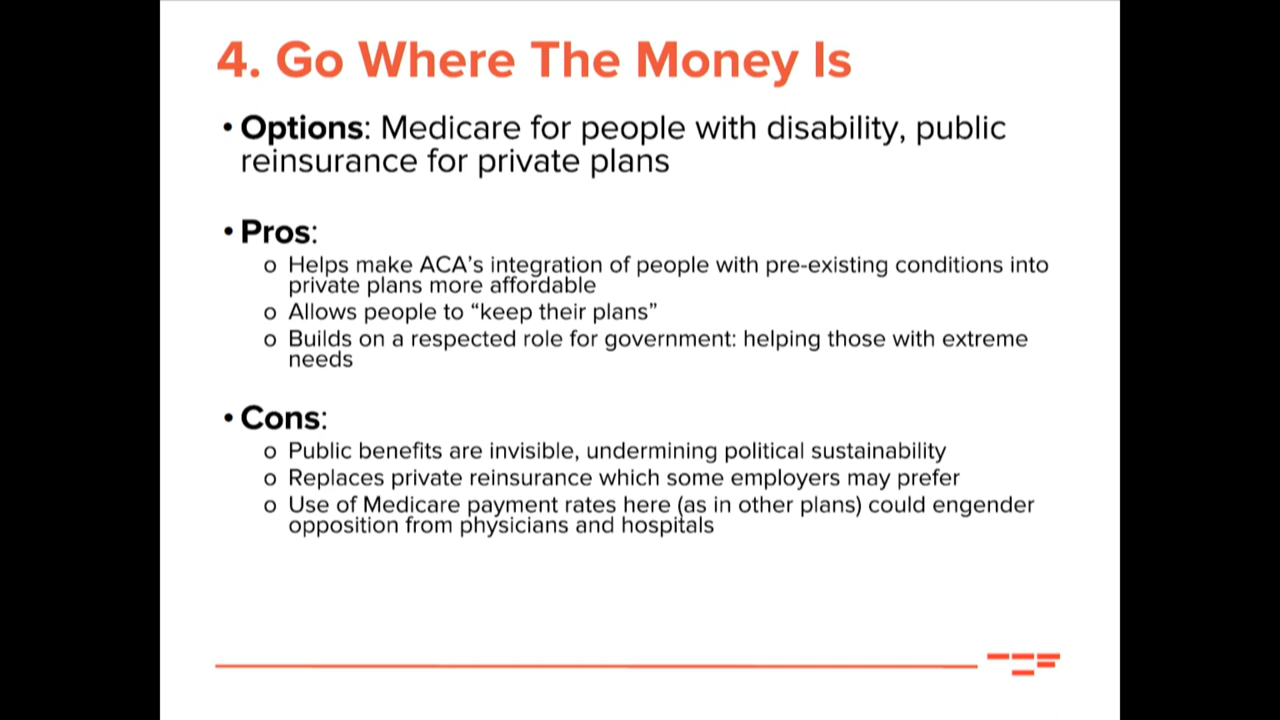 4. Go Where The Money Is
• Options: Medicare for people with disability, public
reinsurance for private plans
• Pros:
o Helps make ACA’s integration of people with pre-existing conditions into
private plans more affordable
o Allows people to “keep their plans”
o Builds on a respected role for government: helping those with extreme
needs
• Cons:
o Public benefits are invisible, undermining political sustainability
o Replaces private reinsurance which some employers may prefer
o Use of Medicare payment rates here (as in other plans) could engender
opposition from physicians and hospitals